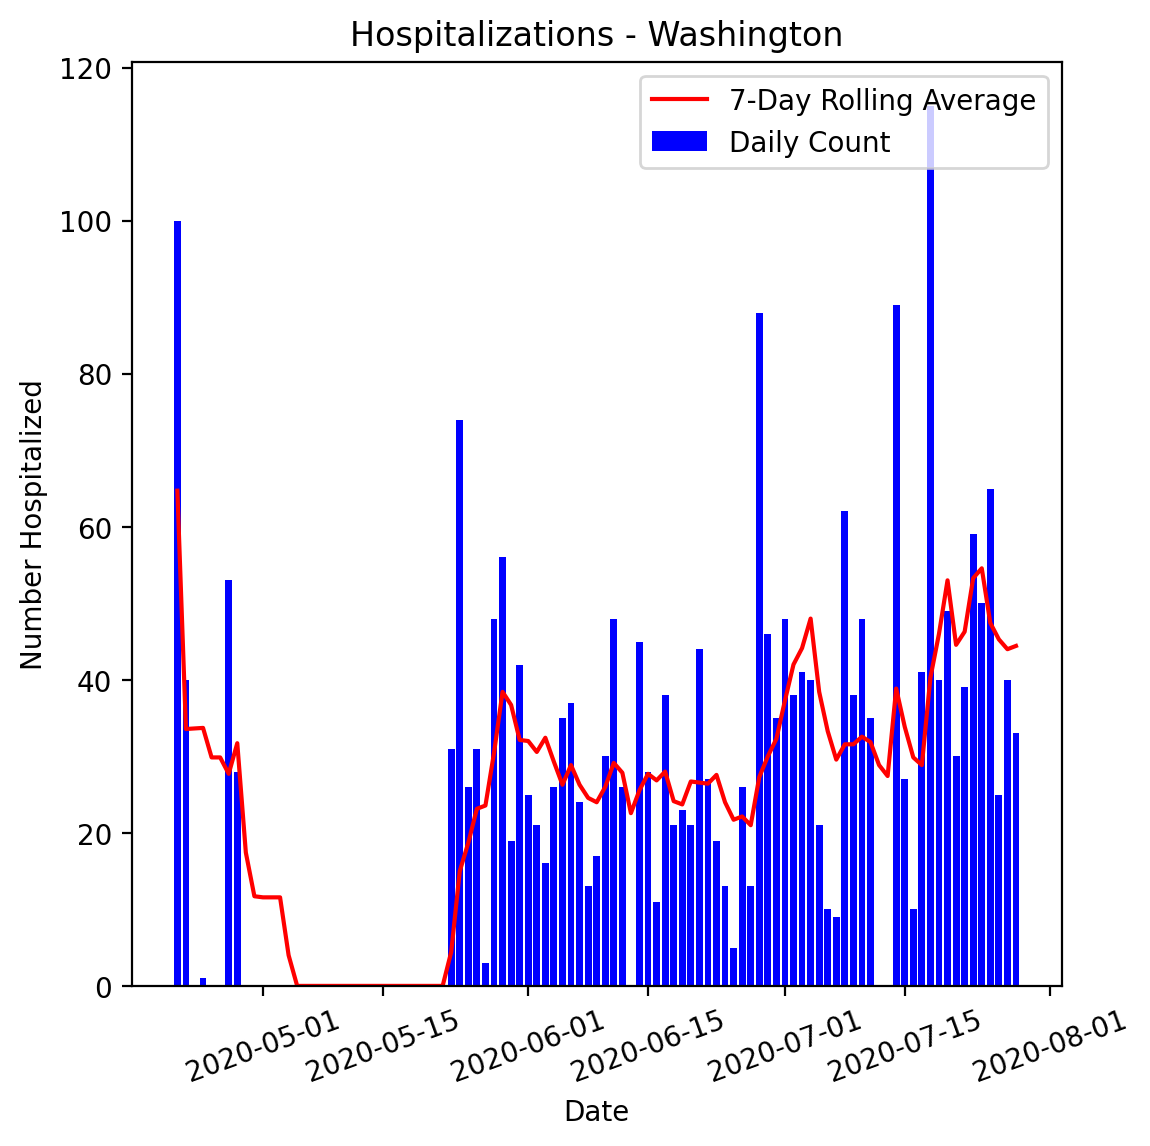 Hospitalizations - Washington
120
100
80
60
40
20
0
Number Hospitalized
7-Day Rolling Average
Daily Count
2020-05-01
2020-05-15
2020-06-01
2020-06-15
2020-07-01
2020-07-15
2020-08-01
Date